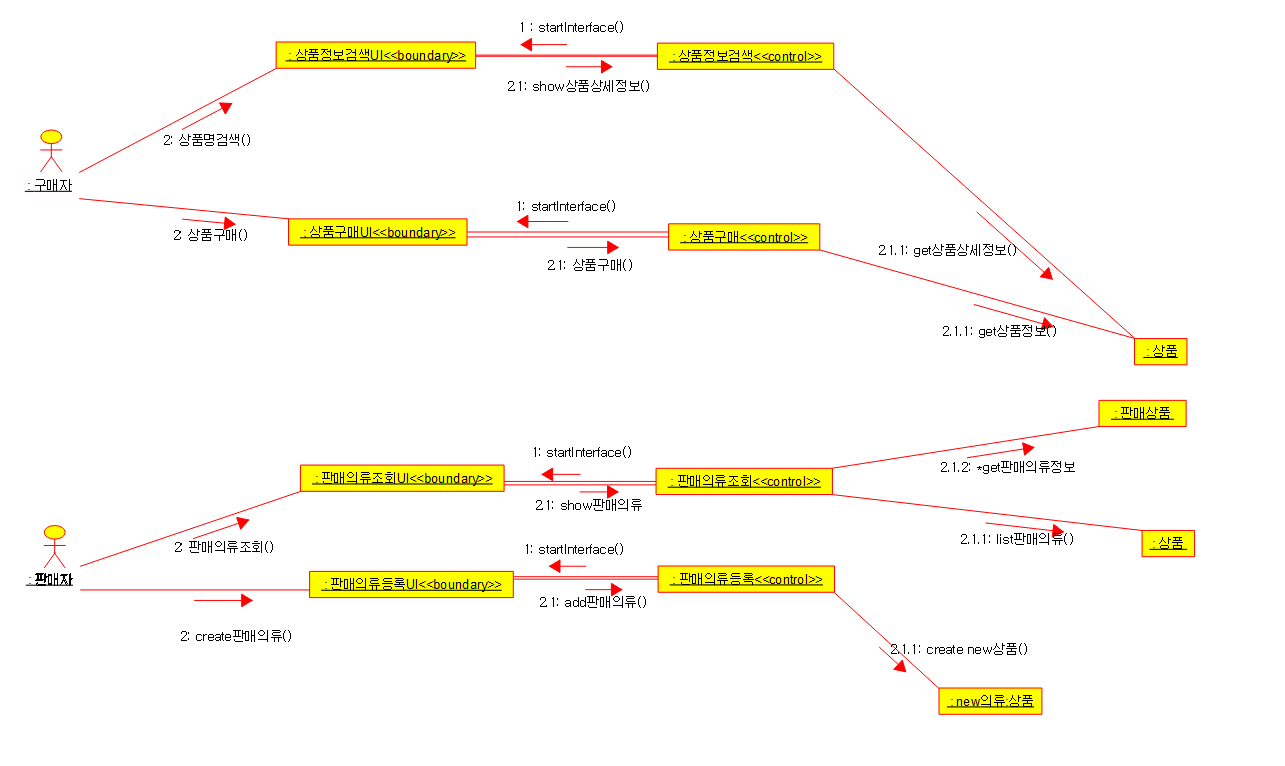 1 : startInterface()
: 상품정보검색UI<<boundary>>
: 상품정보검색<<control>>
2.1: show상품상세정보()
2: 상품명검색()
: 구매자
1: startInterface()
2: 상품구매()
: 상품구매UI<<boundary>>
: 상품구매<<control>>
2.1: 상품구매()
2.1.1: get상품상세정보()
2.1.1: get상품정보()
: 상품
: 판매상품
1: startInterface()
: 판매의류조회UI<<boundary>>
: 판매의류조회<<control>>
2.1.2: *get판매의류정보
2.1: show판매의류
2: 판매의류조회()
2.1.1: list판매의류()
: 상품
1: startInterface()
: 판매자
: 판매의류등록UI<<boundary>>
: 판매의류등록<<control>>
2.1: add판매의류()
2: create판매의류()
2.1.1: create new상품()
: new의류:상품